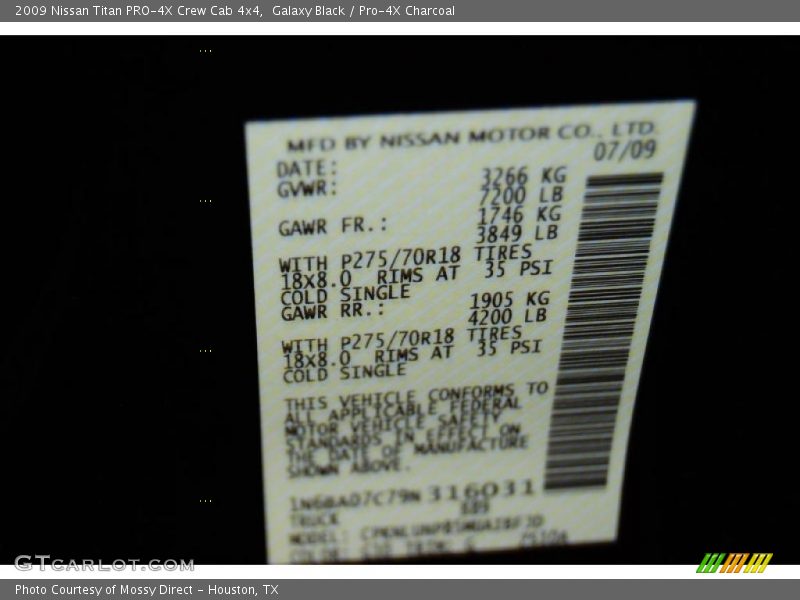 2009 Nissan Titan PRO-4X Crew Cab 4x4,  Galaxy Black / Pro-4X Charcoal
MFD BY NISSAN MOTOR CO., LTD.
DATE: 07/09
GVWR: 3266 KG
7200 LB
GAWR FR.: 1746 KG
3849 LB
WITH P275/70R18 TIRES
18x8.0 RIMS AT 35 PSI
COLD SINGLE
GAWR RR.: 1905 KG
4200 LB
WITH P275/70R18 TIRES
18x8.0 RIMS AT 35 PSI
COLD SINGLE
THIS VEHICLE CONFORMS TO
ALL APPLICABLE FEDERAL
MOTOR VEHICLE SAFETY
STANDARDS IN EFFECT ON
THE DATE OF MANUFACTURE
SHOWN ABOVE.
1N6BA07C79N 316031
TRUCK
MODEL:
GTcarlot.com
Photo Courtesy of Mossy Direct - Houston, TX